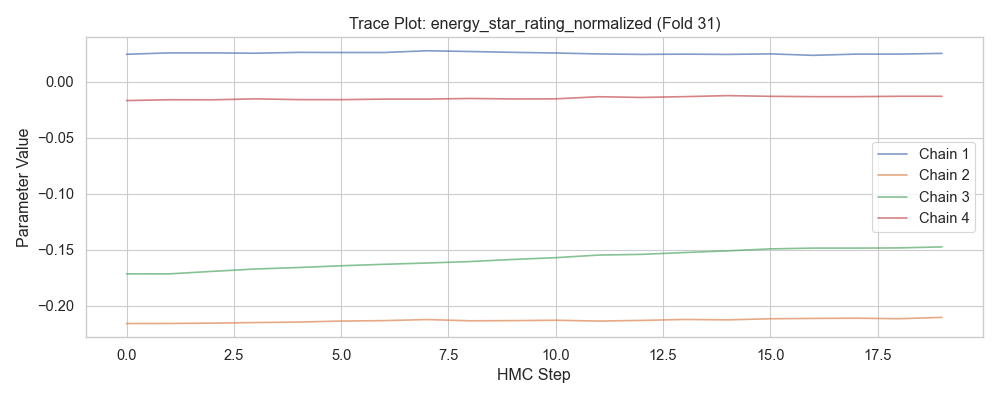 Trace Plot: energy_star_rating_normalized (Fold 31)
Parameter Value
0.00
−0.05
−0.10
−0.15
−0.20
Chain 1
Chain 2
Chain 3
Chain 4
0.0 2.5 5.0 7.5 10.0 12.5 15.0 17.5
HMC Step